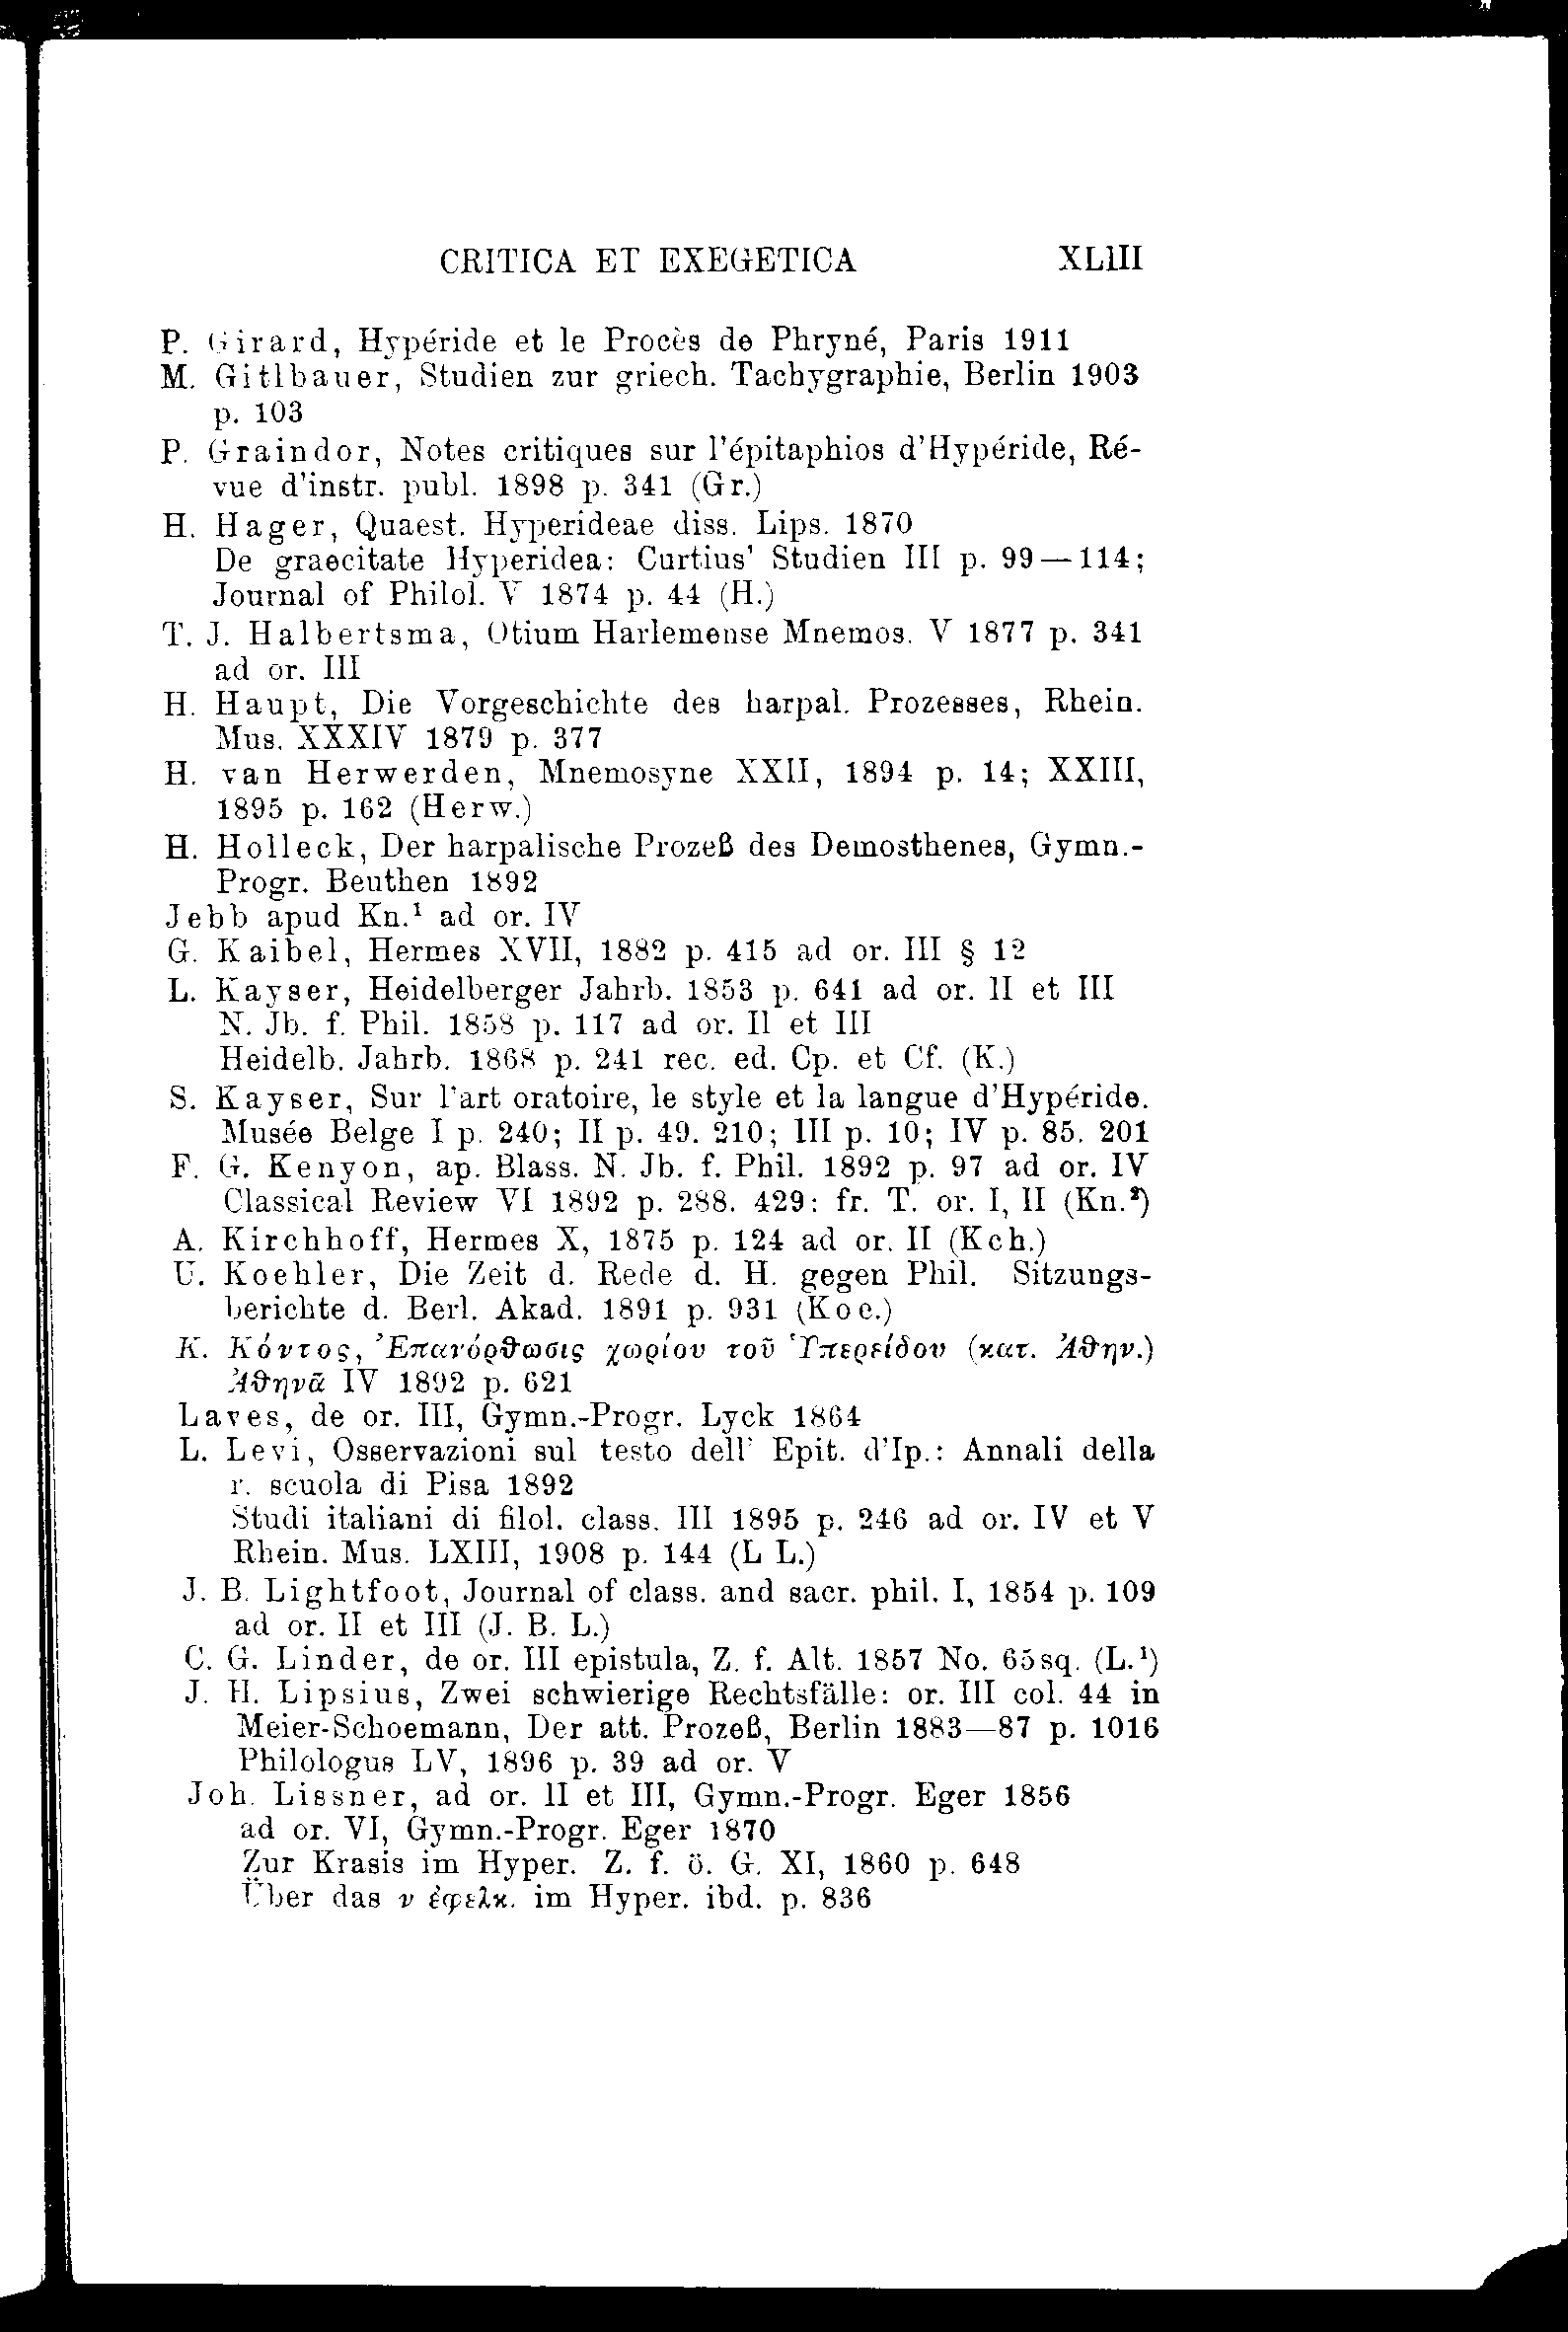 CRITICA ET EXEGETICA XLIII
P. Girard, Hypéride et le Procès de Phryné, Paris 1911
M. Gitlbauer, Studien zur griech. Tachygraphie, Berlin 1903
p. 103
P. Graindor, Notes critiques sur l'épitaphios d'Hypéride, Ré-
vue d'instr. publ. 1898 p. 341 (Gr.)
H. Hager, Quaest. Hyperideae diss. Lips. 1870
De graecitate Hyperidea: Curtius' Studien III p. 99—114;
Journal of Philol. V 1874 p. 44 (H.)
T. J. Halbertsma, Otium Harlemense Mnemos. V 1877 p. 341
ad or. III
H. Haupt, Die Vorgeschichte des harpal. Prozesses, Rhein.
Mus. XXXIV 1879 p. 377
H. van Herwerden, Mnemosyne XXII, 1894 p. 14; XXIII,
1895 p. 162 (Herw.)
H. Holleck, Der harpalische Prozeß des Demosthenes, Gymn.-
Progr. Beuthen 1892
Jebb apud Kn.¹ ad or. IV
G. Kaibel, Hermes XVII, 1882 p. 415 ad or. III § 12
L. Kayser, Heidelberger Jahrb. 1853 p. 641 ad or. II et III
N. Jb. f. Phil. 1858 p. 117 ad or. II et III
Heidelb. Jahrb. 1868 p. 241 rec. ed. Cp. et Cf. (K.)
S. Kayser, Sur l'art oratoire, le style et la langue d'Hypéride.
Musée Belge I p. 240; II p. 49. 210; III p. 10; IV p. 85. 201
F. G. Kenyon, ap. Blass. N. Jb. f. Phil. 1892 p. 97 ad or. IV
Classical Review VI 1892 p. 288. 429: fr. T. or. I, II (Kn.²)
A. Kirchhoff, Hermes X, 1875 p. 124 ad or. II (Kch.)
U. Koehler, Die Zeit d. Rede d. H. gegen Phil. Sitzungs-
berichte d. Berl. Akad. 1891 p. 931 (Koe.)
Κ. Κόντος, Ἐπανόρθωσις χωρίου τοῦ Ὑπερείδου (κατ. Ἀθην.)
Ἀθηνᾶ IV 1892 p. 621
Laves, de or. III, Gymn.-Progr. Lyck 1864
L. Levi, Osservazioni sul testo dell' Epit. d'Ip.: Annali della
r. scuola di Pisa 1892
Studi italiani di filol. class. III 1895 p. 246 ad or. IV et V
Rhein. Mus. LXIII, 1908 p. 144 (L L.)
J. B. Lightfoot, Journal of class. and sacr. phil. I, 1854 p. 109
ad or. II et III (J. B. L.)
C. G. Linder, de or. III epistula, Z. f. Alt. 1857 No. 65sq. (L.¹)
J. H. Lipsius, Zwei schwierige Rechtsfälle: or. III col. 44 in
Meier-Schoemann, Der att. Prozeß, Berlin 1883—87 p. 1016
Philologus LV, 1896 p. 39 ad or. V
Joh. Lissner, ad or. II et III, Gymn.-Progr. Eger 1856
ad or. VI, Gymn.-Progr. Eger 1870
Zur Krasis im Hyper. Z. f. ö. G. XI, 1860 p. 648
Über das ν ἐφελκ. im Hyper. ibd. p. 836